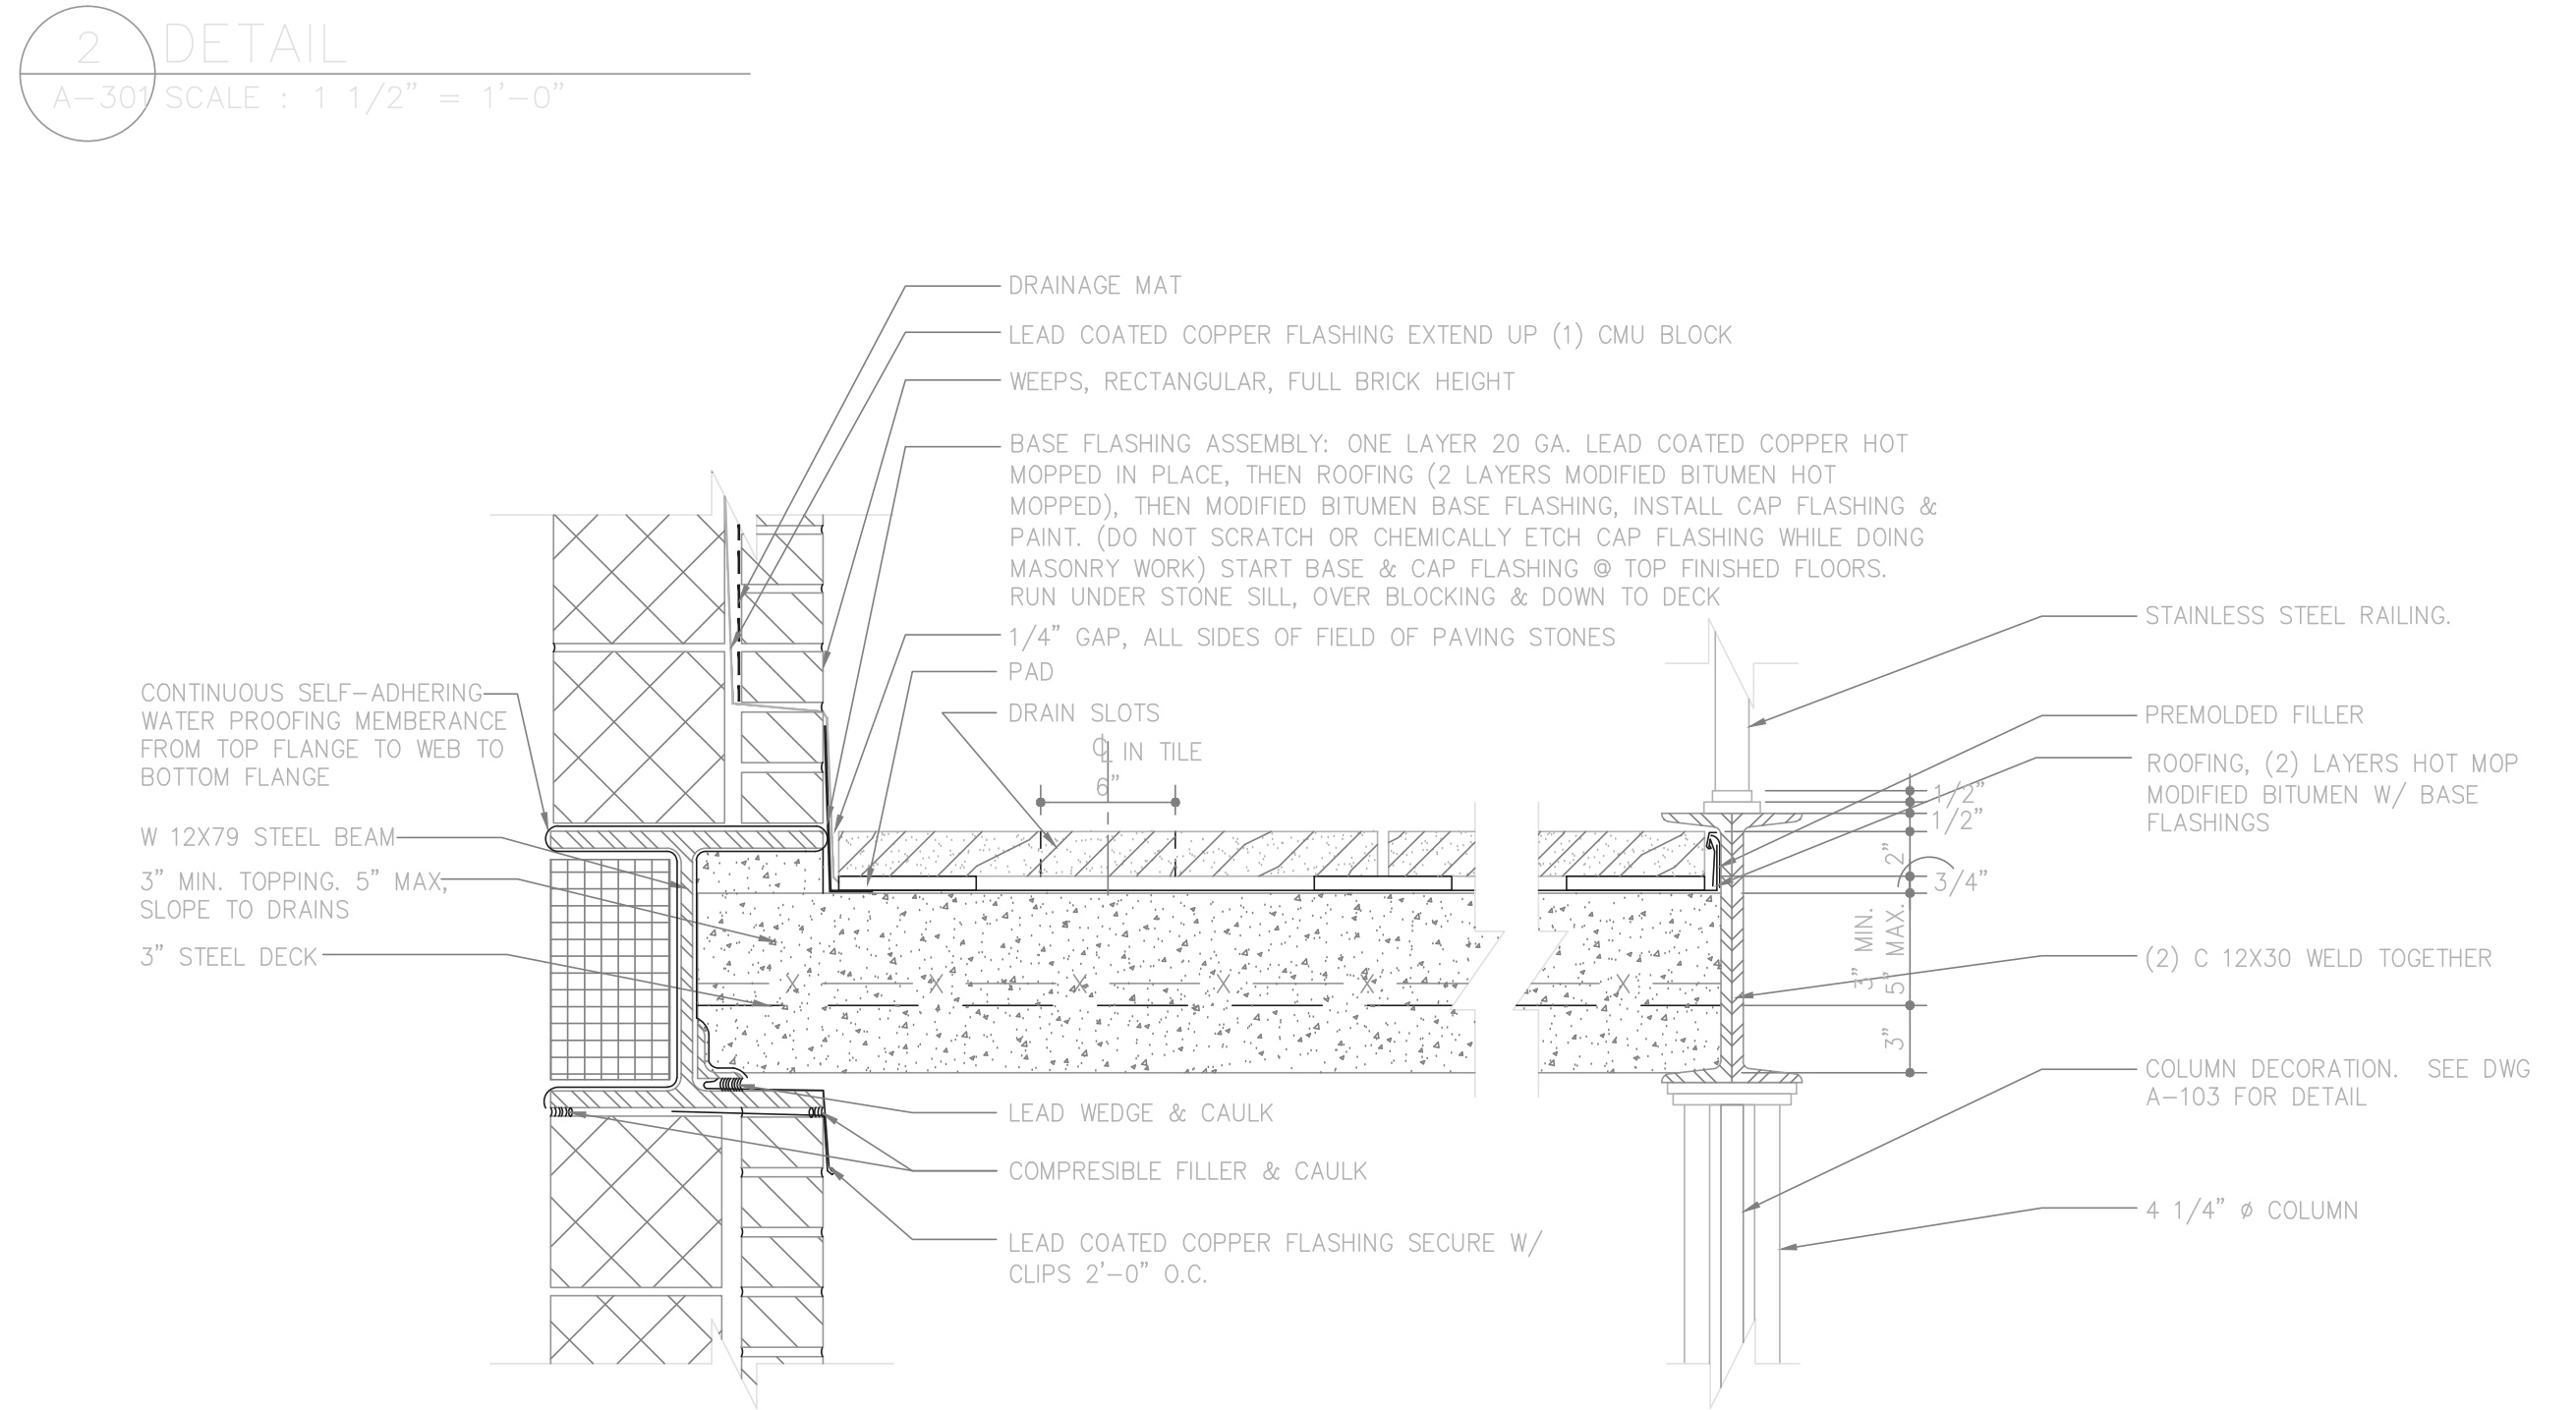 2
DETAIL
A-301
SCALE : 1 1/2" = 1'-0"
DRAINAGE MAT
LEAD COATED COPPER FLASHING EXTEND UP (1) CMU BLOCK
WEEPS, RECTANGULAR, FULL BRICK HEIGHT
BASE FLASHING ASSEMBLY: ONE LAYER 20 GA. LEAD COATED COPPER HOT
MOPPED IN PLACE, THEN ROOFING (2 LAYERS MODIFIED BITUMEN HOT
MOPPED), THEN MODIFIED BITUMEN BASE FLASHING, INSTALL CAP FLASHING &
PAINT. (DO NOT SCRATCH OR CHEMICALLY ETCH CAP FLASHING WHILE DOING
MASONRY WORK) START BASE & CAP FLASHING @ TOP FINISHED FLOORS.
RUN UNDER STONE SILL, OVER BLOCKING & DOWN TO DECK
1/4" GAP, ALL SIDES OF FIELD OF PAVING STONES
PAD
DRAIN SLOTS
℄ IN TILE
6"
CONTINUOUS SELF-ADHERING
WATER PROOFING MEMBERANCE
FROM TOP FLANGE TO WEB TO
BOTTOM FLANGE
W 12X79 STEEL BEAM
3" MIN. TOPPING. 5" MAX,
SLOPE TO DRAINS
3" STEEL DECK
LEAD WEDGE & CAULK
COMPRESIBLE FILLER & CAULK
LEAD COATED COPPER FLASHING SECURE W/
CLIPS 2'-0" O.C.
STAINLESS STEEL RAILING.
PREMOLDED FILLER
ROOFING, (2) LAYERS HOT MOP
MODIFIED BITUMEN W/ BASE
FLASHINGS
1/2"
1/2"
2"
3/4"
3" MIN.
5" MAX.
3"
(2) C 12X30 WELD TOGETHER
COLUMN DECORATION. SEE DWG
A-103 FOR DETAIL
4 1/4" ø COLUMN